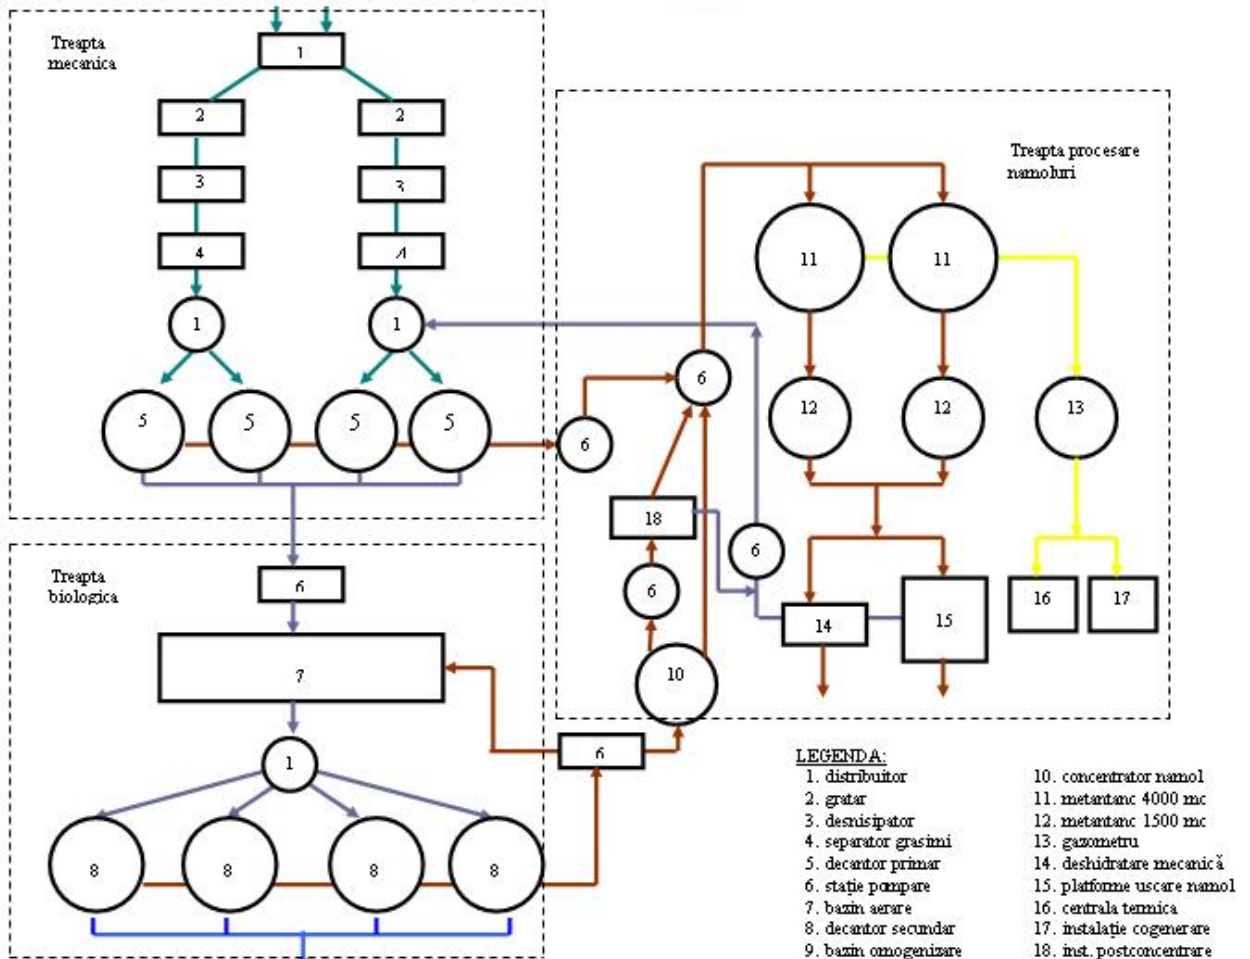 Treapta
mecanica
1
2 2
3 3
4 4
1 1
5 5 5 5
Treapta procesare
namoluri
11 11
6
12 12 13
6
18
6
6
10
14 15
16 17
Treapta
biologica
6
7
1
6
8 8 8 8
LEGENDA:
1. distribuitor
2. gratar
3. desnisipator
4. separator grasimi
5. decantor primar
6. stație pompare
7. bazin aerare
8. decantor secundar
9. bazin omogenizare
10. concentrator namol
11. metantanc 4000 mc
12. metantanc 1500 mc
13. gazometru
14. deshidratare mecanică
15. platforme uscare namol
16. centrala termica
17. instalație cogenerare
18. inst. postconcentrare